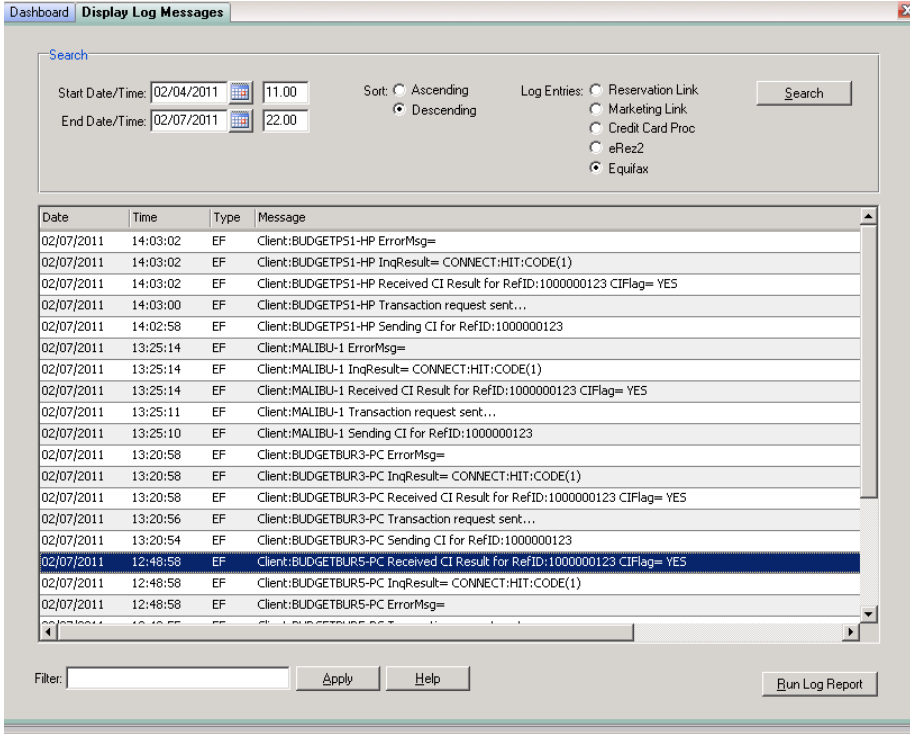 Dashboard Display Log Messages
Search
Start Date/Time: 02/04/2011 11.00 Sort: Ascending Log Entries: Reservation Link Search
End Date/Time: 02/07/2011 22.00 Descending Marketing Link
Credit Card Proc
eRez2
Equifax
Date Time Type Message
02/07/2011 14:03:02 EF Client:BUDGETPS1-HP ErrorMsg=
02/07/2011 14:03:02 EF Client:BUDGETPS1-HP InqResult= CONNECT:HIT:CODE(1)
02/07/2011 14:03:02 EF Client:BUDGETPS1-HP Received CI Result for RefID:1000000123 CIFlag= YES
02/07/2011 14:03:00 EF Client:BUDGETPS1-HP Transaction request sent...
02/07/2011 14:02:58 EF Client:BUDGETPS1-HP Sending CI for RefID:1000000123
02/07/2011 13:25:14 EF Client:MALIBU-1 ErrorMsg=
02/07/2011 13:25:14 EF Client:MALIBU-1 InqResult= CONNECT:HIT:CODE(1)
02/07/2011 13:25:14 EF Client:MALIBU-1 Received CI Result for RefID:1000000123 CIFlag= YES
02/07/2011 13:25:11 EF Client:MALIBU-1 Transaction request sent...
02/07/2011 13:25:10 EF Client:MALIBU-1 Sending CI for RefID:1000000123
02/07/2011 13:20:58 EF Client:BUDGETBUR3-PC ErrorMsg=
02/07/2011 13:20:58 EF Client:BUDGETBUR3-PC InqResult= CONNECT:HIT:CODE(1)
02/07/2011 13:20:58 EF Client:BUDGETBUR3-PC Received CI Result for RefID:1000000123 CIFlag= YES
02/07/2011 13:20:56 EF Client:BUDGETBUR3-PC Transaction request sent...
02/07/2011 13:20:54 EF Client:BUDGETBUR3-PC Sending CI for RefID:1000000123
02/07/2011 12:48:58 EF Client:BUDGETBUR5-PC Received CI Result for RefID:1000000123 CIFlag= YES
02/07/2011 12:48:58 EF Client:BUDGETBUR5-PC InqResult= CONNECT:HIT:CODE(1)
02/07/2011 12:48:58 EF Client:BUDGETBUR5-PC ErrorMsg=
Filter: Apply Help Run Log Report